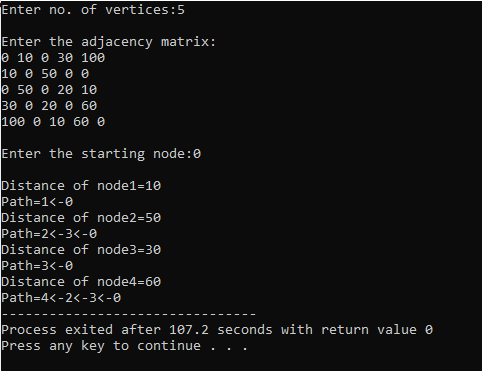 Enter no. of vertices:5
Enter the adjacency matrix:
0 10 0 30 100
10 0 50 0 0
0 50 0 20 10
30 0 20 0 60
100 0 10 60 0
Enter the starting node:0
Distance of node1=10
Path=1<-0
Distance of node2=50
Path=2<-3<-0
Distance of node3=30
Path=3<-0
Distance of node4=60
Path=4<-2<-3<-0
--------------------------------
Process exited after 107.2 seconds with return value 0
Press any key to continue . . .